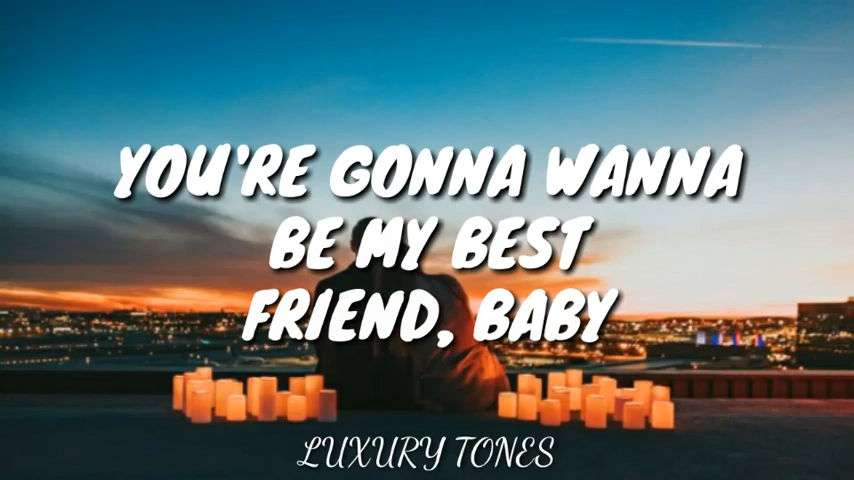 YOU'RE GONNA WANNA
BE MY BEST
FRIEND, BABY
LUXURY TONES